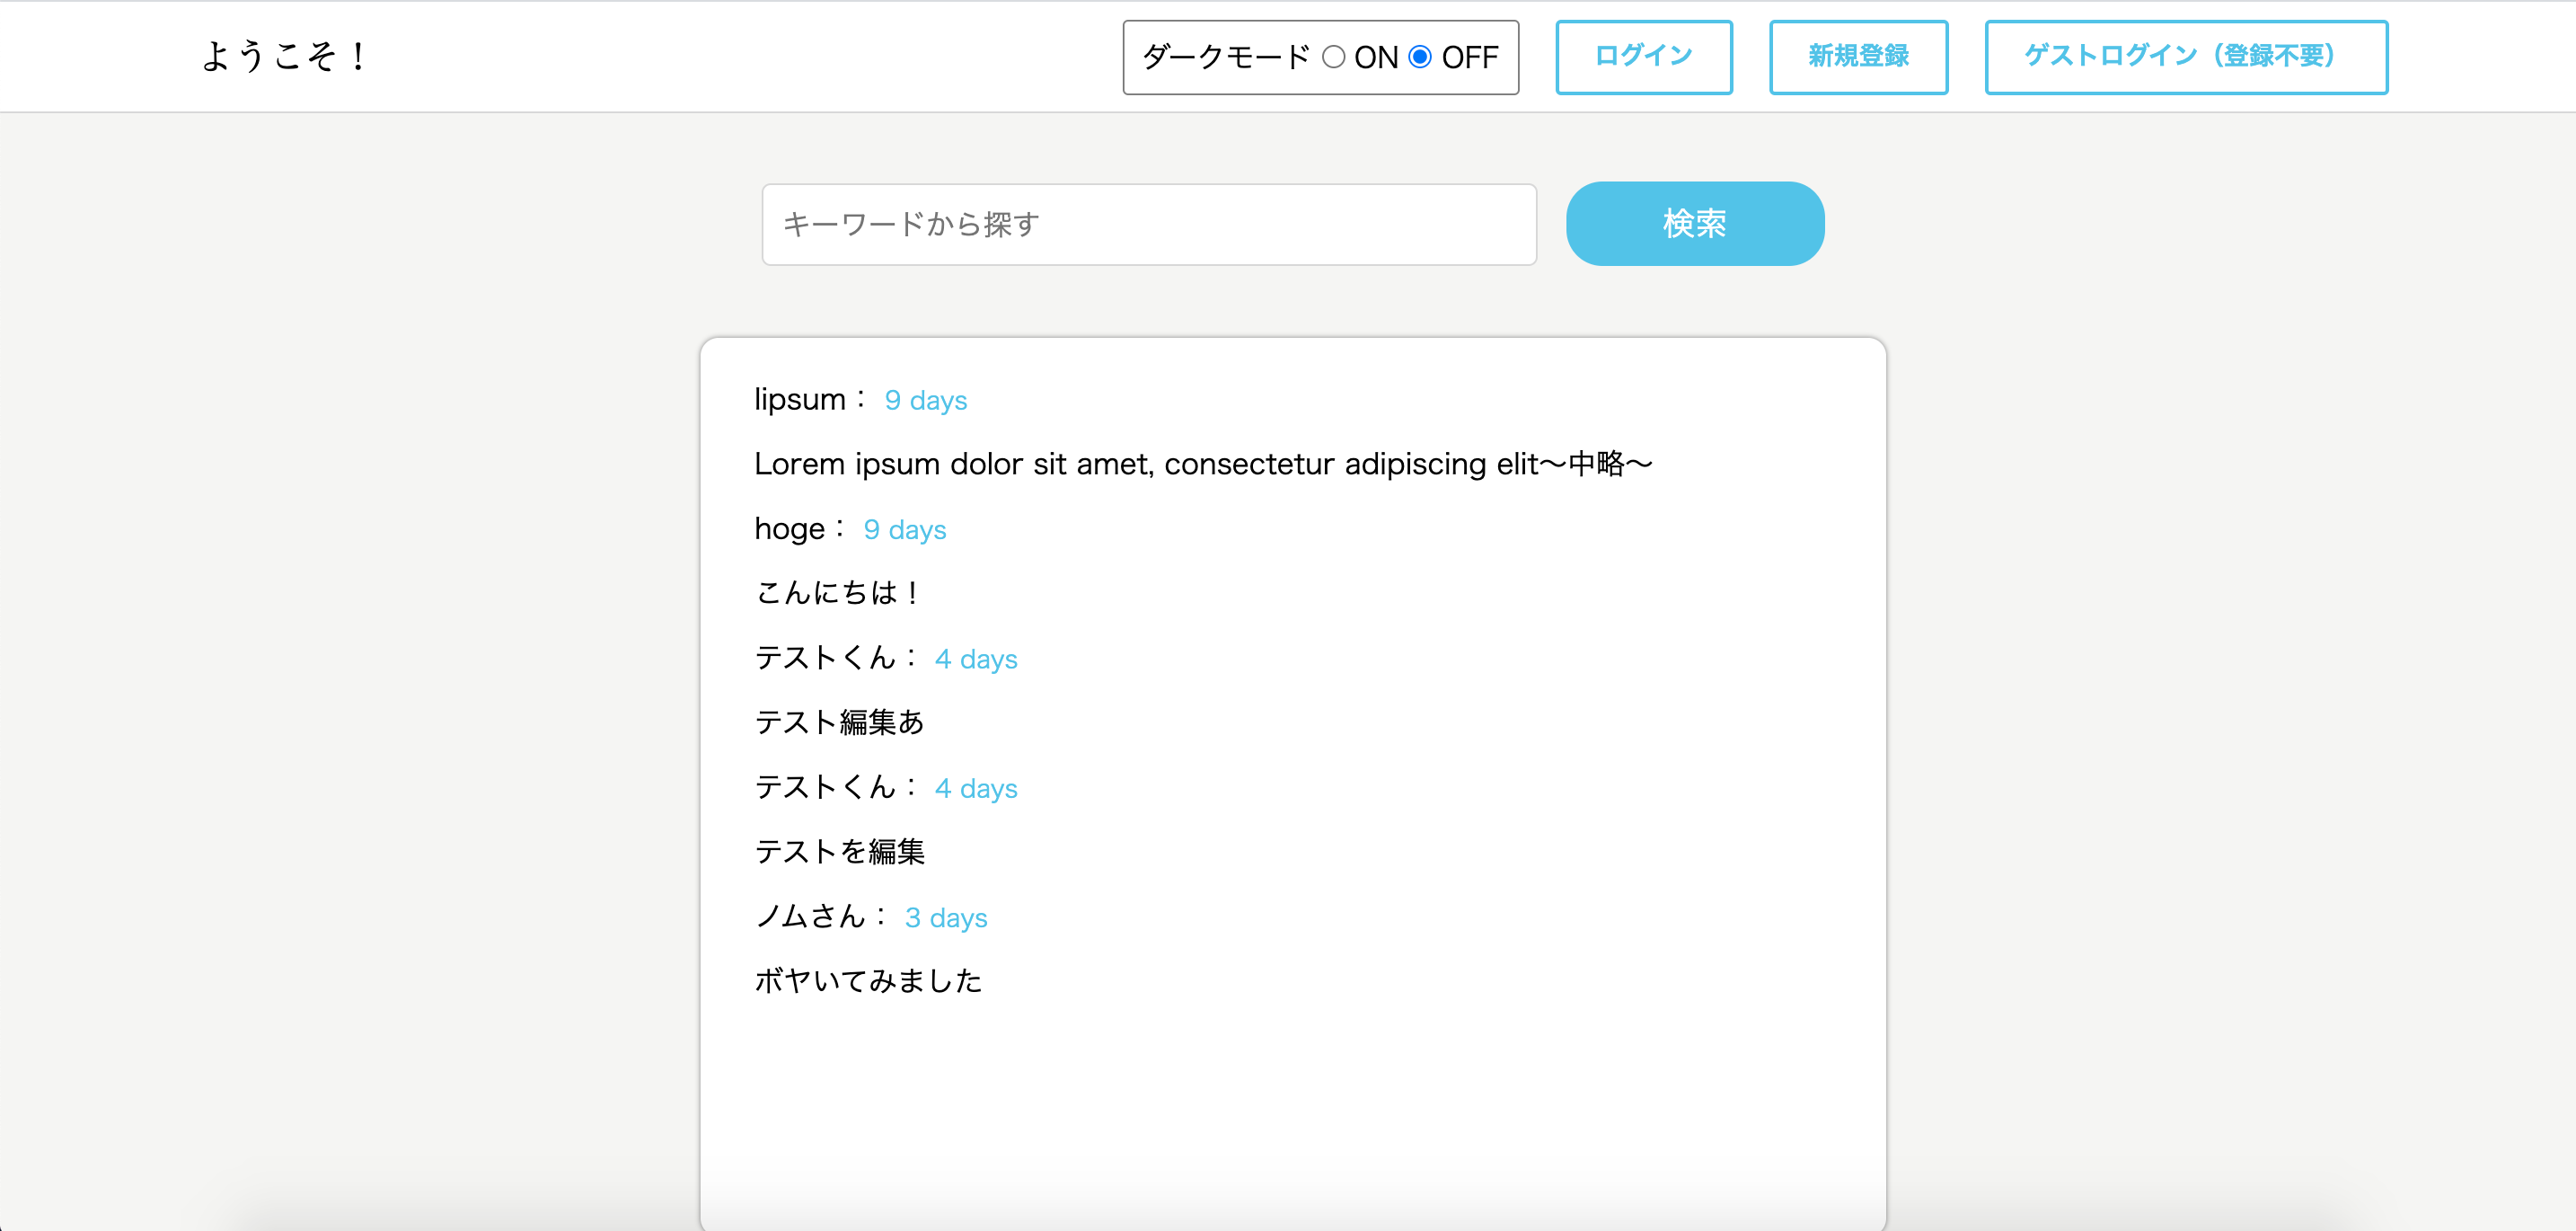 ようこそ！
ダークモード ON OFF
ログイン
新規登録
ゲストログイン（登録不要）
キーワードから探す
検索
lipsum： 9 days
Lorem ipsum dolor sit amet, consectetur adipiscing elit〜中略〜
hoge： 9 days
こんにちは！
テストくん： 4 days
テスト編集あ
テストくん： 4 days
テストを編集
ノムさん： 3 days
ボヤいてみました